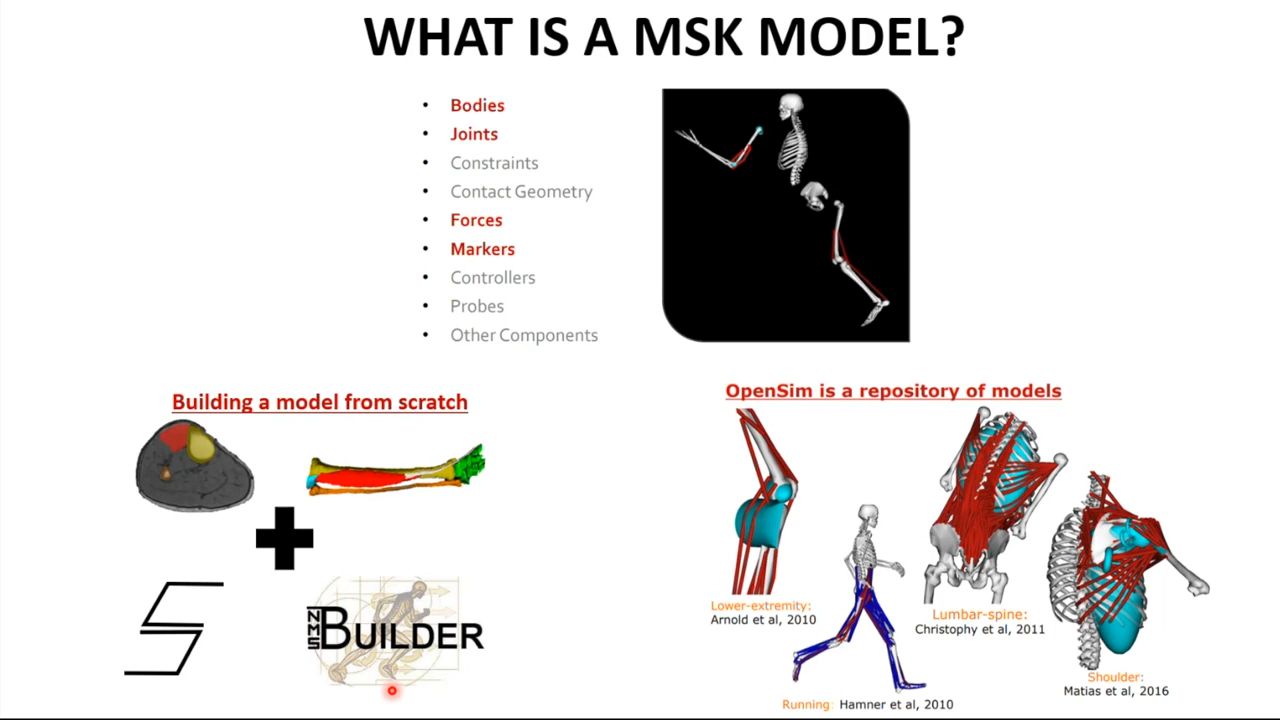 WHAT IS A MSK MODEL?
• Bodies
• Joints
• Constraints
• Contact Geometry
• Forces
• Markers
• Controllers
• Probes
• Other Components
Building a model from scratch
NMS
BUILDER
OpenSim is a repository of models
Lower-extremity:
Arnold et al, 2010
Running: Hamner et al, 2010
Lumbar-spine:
Christophy et al, 2011
Shoulder:
Matias et al, 2016